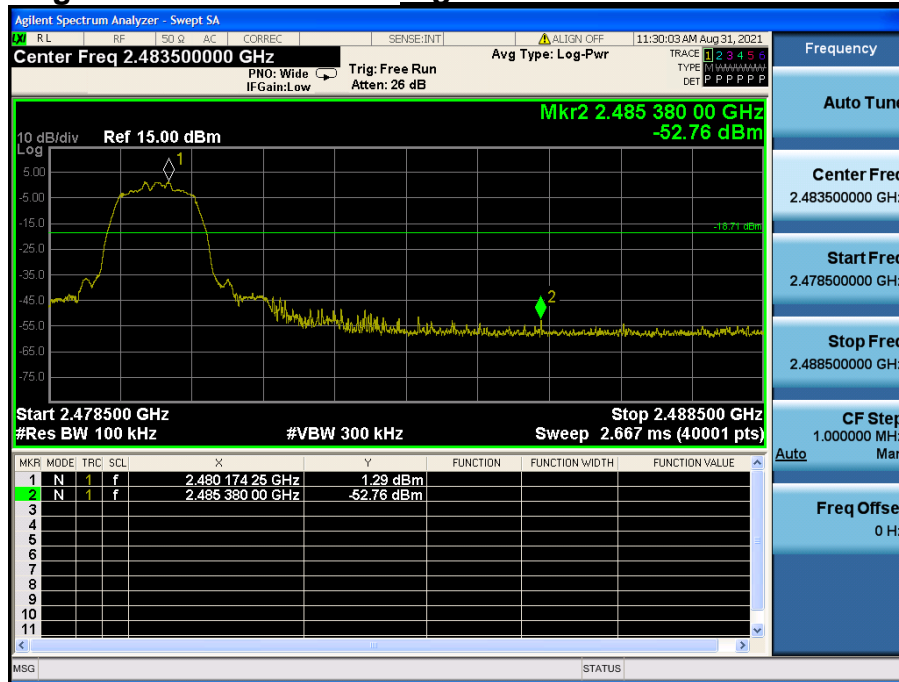 Agilent Spectrum Analyzer - Swept SA
LXI RL RF 50 Ω AC CORREC SENSE:INT ALIGN OFF 11:30:03 AM Aug 31, 2021
Center Freq 2.483500000 GHz
PNO: Wide
IFGain:Low
Trig: Free Run
Atten: 26 dB
Avg Type: Log-Pwr
TRACE 1 2 3 4 5 6
TYPE M WWWWW
DET P P P P P P
Mkr2 2.485 380 00 GHz
-52.76 dBm
10 dB/div Ref 15.00 dBm
Log
5.00
-5.00
-15.0
-25.0
-35.0
-45.0
-55.0
-65.0
-75.0
1
2
-18.71 dBm
Start 2.478500 GHz Stop 2.488500 GHz
#Res BW 100 kHz #VBW 300 kHz Sweep 2.667 ms (40001 pts)
MKR MODE TRC SCL X Y FUNCTION FUNCTION WIDTH FUNCTION VALUE
1 N 1 f 2.480 174 25 GHz 1.29 dBm
2 N 1 f 2.485 380 00 GHz -52.76 dBm
3
4
5
6
7
8
9
10
11
MSG STATUS
Frequency
Auto Tune
Center Freq
2.483500000 GHz
Start Freq
2.478500000 GHz
Stop Freq
2.488500000 GHz
CF Step
1.000000 MHz
Auto Man
Freq Offse
0 Hz